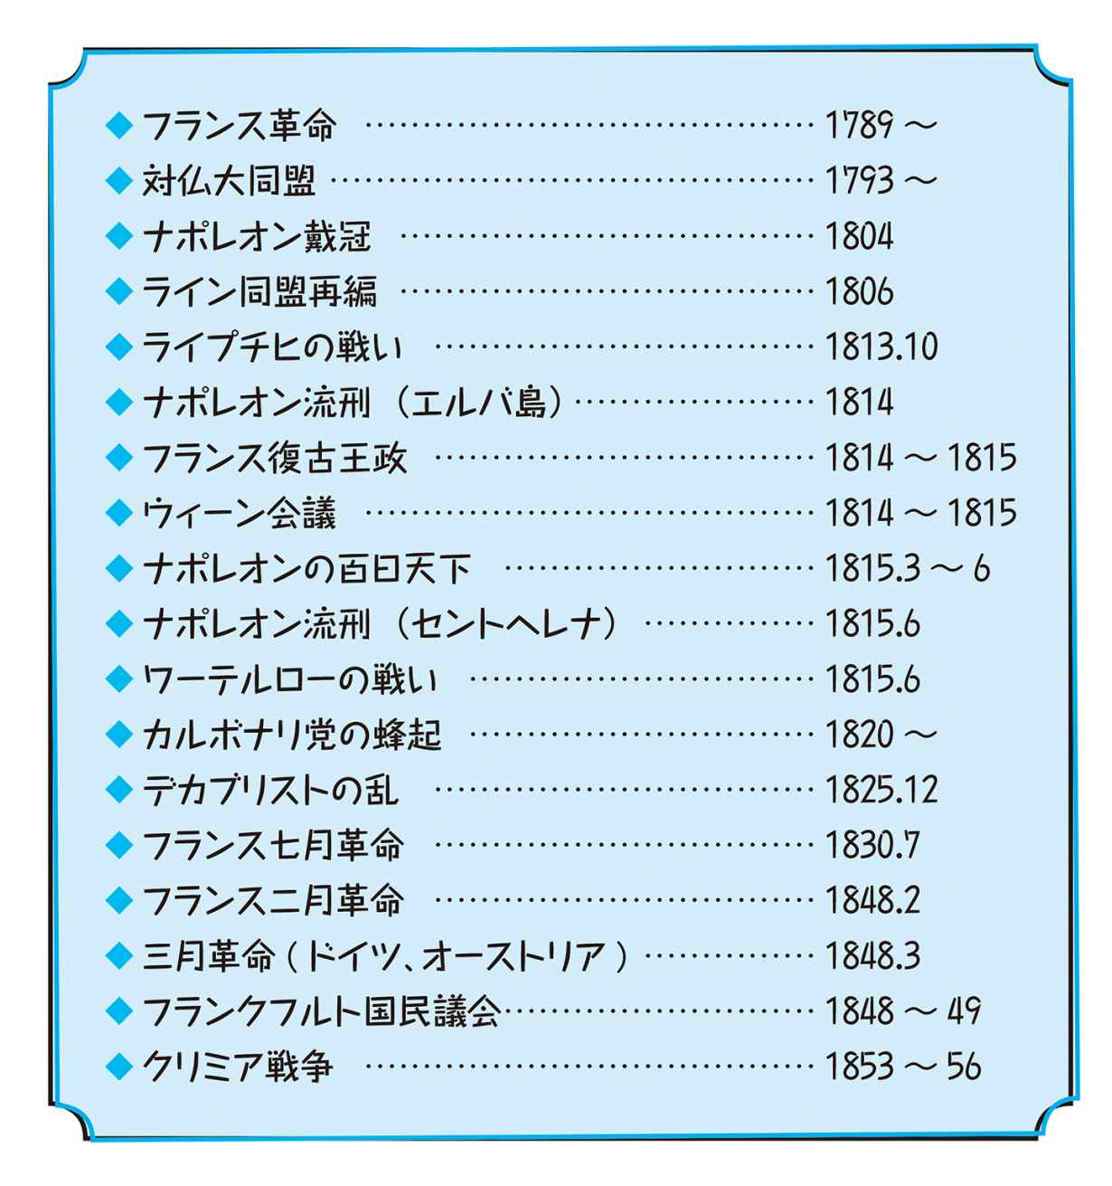 ◆フランス革命 …………………………………… 1789 ～
◆対仏大同盟 ……………………………………… 1793 ～
◆ナポレオン戴冠 ………………………………… 1804
◆ライン同盟再編 ………………………………… 1806
◆ライプチヒの戦い ……………………………… 1813.10
◆ナポレオン流刑（エルバ島）………………… 1814
◆フランス復古王政 ……………………………… 1814 ～ 1815
◆ウィーン会議 …………………………………… 1814 ～ 1815
◆ナポレオンの百日天下 ………………………… 1815.3 ～ 6
◆ナポレオン流刑（セントヘレナ） …………… 1815.6
◆ワーテルローの戦い …………………………… 1815.6
◆カルボナリ党の蜂起 …………………………… 1820 ～
◆デカブリストの乱 ……………………………… 1825.12
◆フランス七月革命 ……………………………… 1830.7
◆フランス二月革命 ……………………………… 1848.2
◆三月革命 ( ドイツ、オーストリア ) …………… 1848.3
◆フランクフルト国民議会……………………… 1848 ～ 49
◆クリミア戦争 …………………………………… 1853 ～ 56